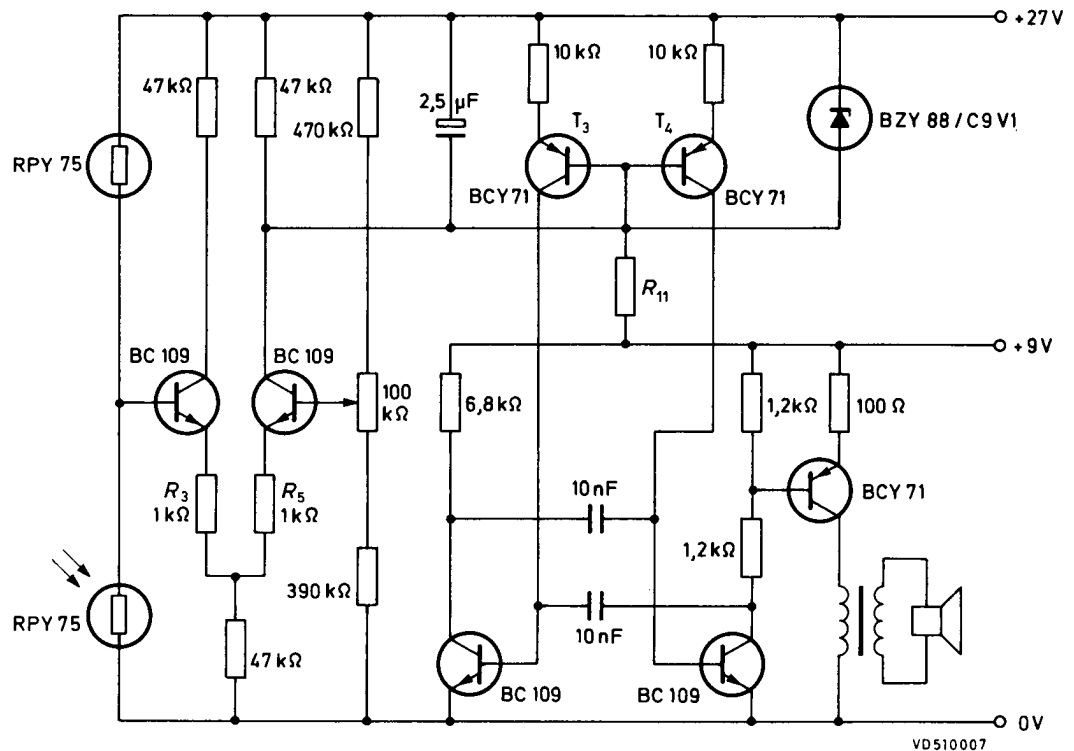 +27V
10 kΩ
10 kΩ
47 kΩ
47 kΩ
470 kΩ
2,5 µF
T3
T4
BZY 88 / C9 V1
RPY 75
BCY 71
BCY 71
R11
BC 109
BC 109
+9V
100
kΩ
6,8 kΩ
1,2 kΩ
100 Ω
R3
1 kΩ
R5
1 kΩ
10 nF
BCY 71
1,2 kΩ
390 kΩ
10 nF
RPY 75
47 kΩ
BC 109
BC 109
0V
VD510007